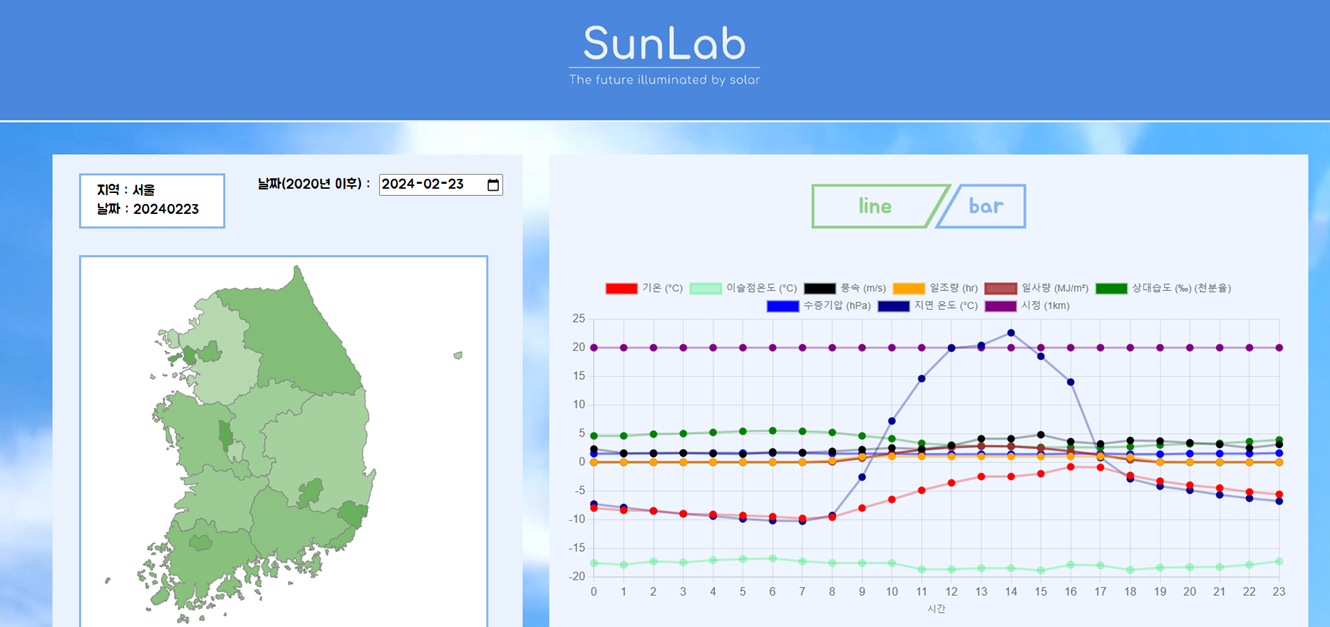 SunLab
The future illuminated by solar
지역 : 서울
날짜 : 20240223
날짜(2020년 이후) : 2024-02-23
line
bar
기온 (°C) 이슬점온도 (°C) 풍속 (m/s) 일조량 (hr) 일사량 (MJ/m²) 상대습도 (‰) (천분율)
수증기압 (hPa) 지면 온도 (°C) 시정 (1km)
25
20
15
10
5
0
-5
-10
-15
-20
0 1 2 3 4 5 6 7 8 9 10 11 12 13 14 15 16 17 18 19 20 21 22 23
시간